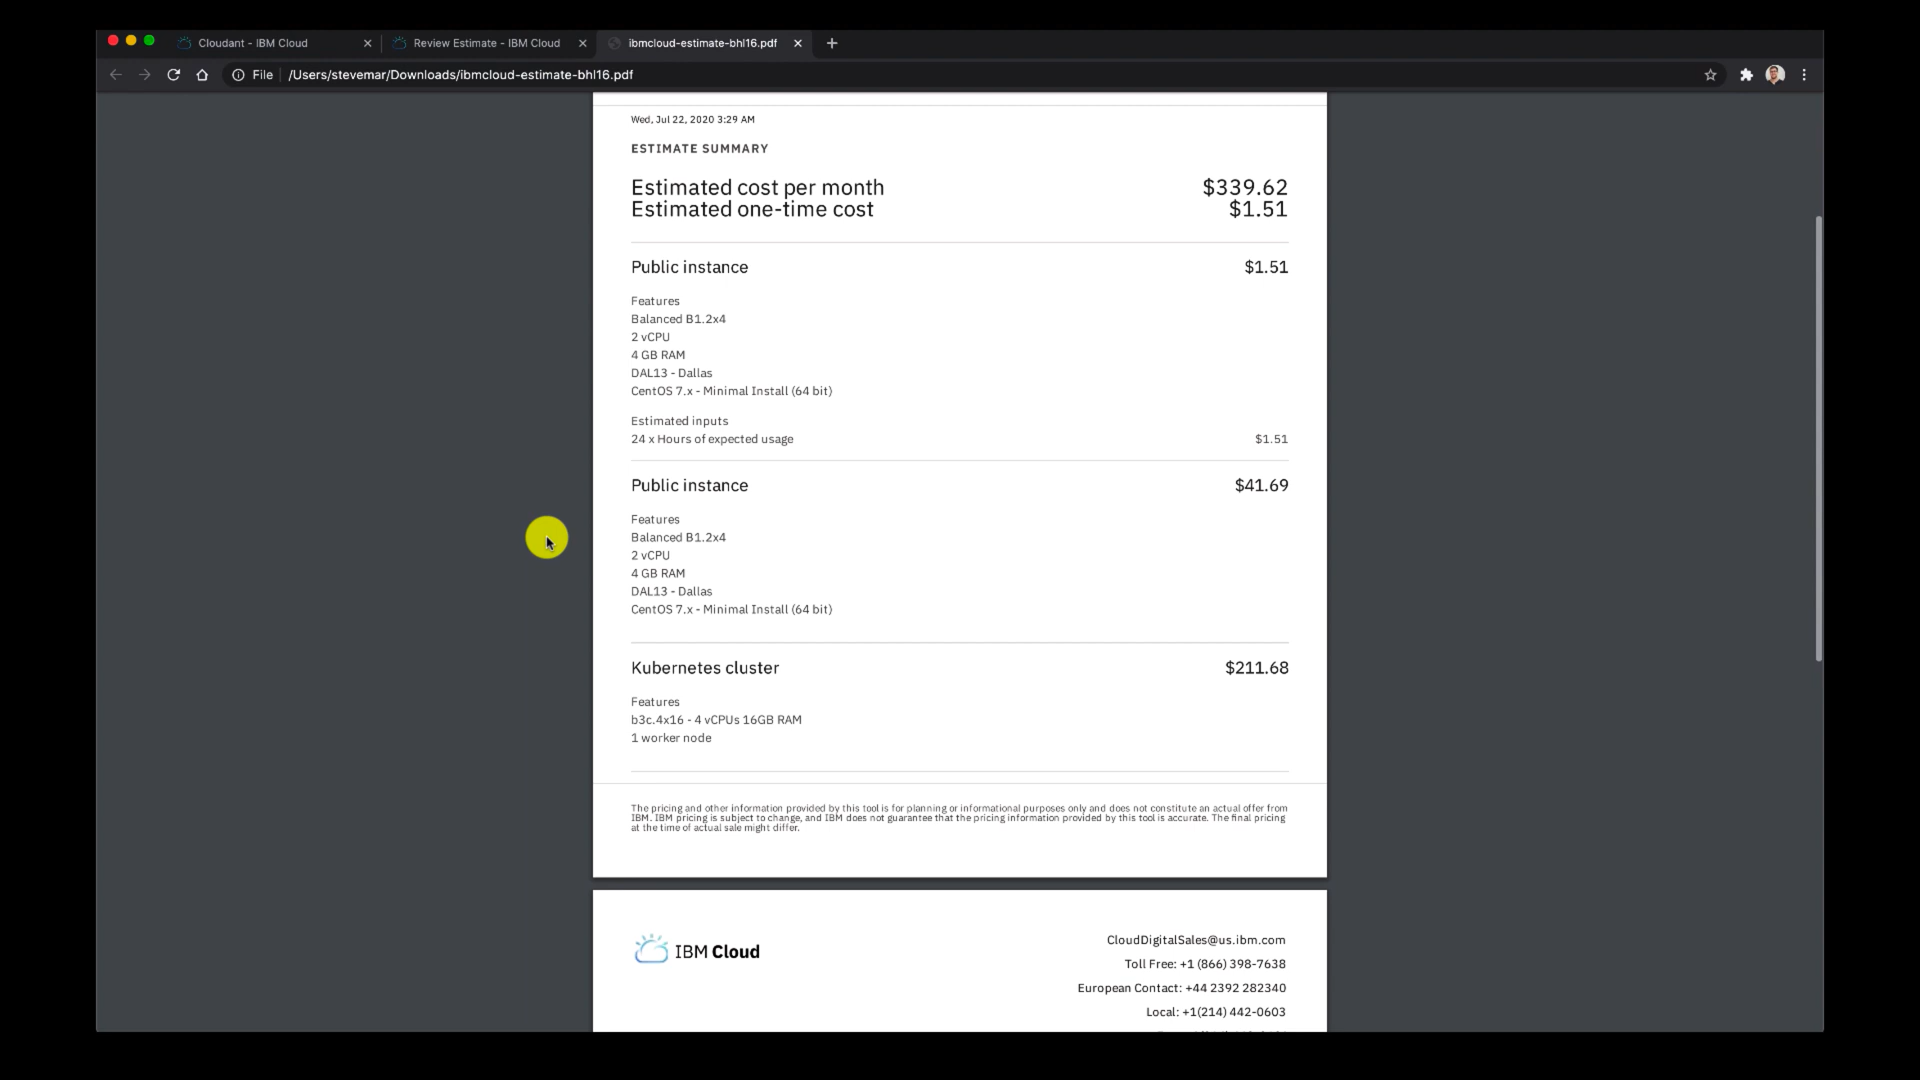 Cloudant - IBM Cloud
Review Estimate - IBM Cloud
ibmcloud-estimate-bhl16.pdf
File /Users/stevemar/Downloads/ibmcloud-estimate-bhl16.pdf
Wed, Jul 22, 2020 3:29 AM
ESTIMATE SUMMARY
Estimated cost per month $339.62
Estimated one-time cost $1.51
Public instance $1.51
Features
Balanced B1.2x4
2 vCPU
4 GB RAM
DAL13 - Dallas
CentOS 7.x - Minimal Install (64 bit)
Estimated inputs
24 x Hours of expected usage $1.51
Public instance $41.69
Features
Balanced B1.2x4
2 vCPU
4 GB RAM
DAL13 - Dallas
CentOS 7.x - Minimal Install (64 bit)
Kubernetes cluster $211.68
Features
b3c.4x16 - 4 vCPUs 16GB RAM
1 worker node
The pricing and other information provided by this tool is for planning or informational purposes only and does not constitute an actual offer from
IBM. IBM pricing is subject to change, and IBM does not guarantee that the pricing information provided by this tool is accurate. The final pricing
at the time of actual sale might differ.
IBM Cloud
CloudDigitalSales@us.ibm.com
Toll Free: +1 (866) 398-7638
European Contact: +44 2392 282340
Local: +1(214) 442-0603